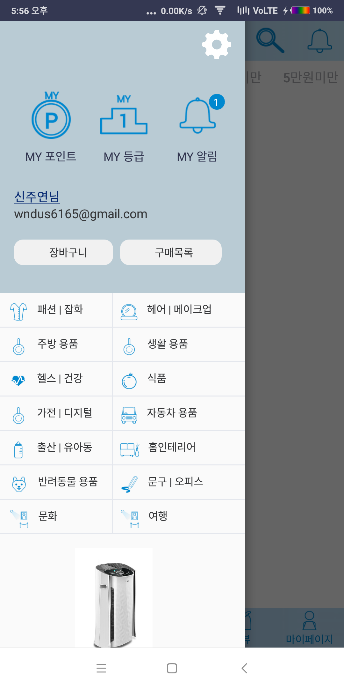 5:56 오후 ... 0.00K/s VoLTE 100%
MY MY 1
P 1
MY 포인트 MY 등급 MY 알림
신주연님
wndus6165@gmail.com
장바구니 구매목록
패션 | 잡화 헤어 | 메이크업
주방 용품 생활 용품
헬스 | 건강 식품
가전 | 디지털 자동차 용품
출산 | 유아동 홈인테리어
반려동물 용품 문구 | 오피스
문화 여행
미만 5만원미만
마이페이지